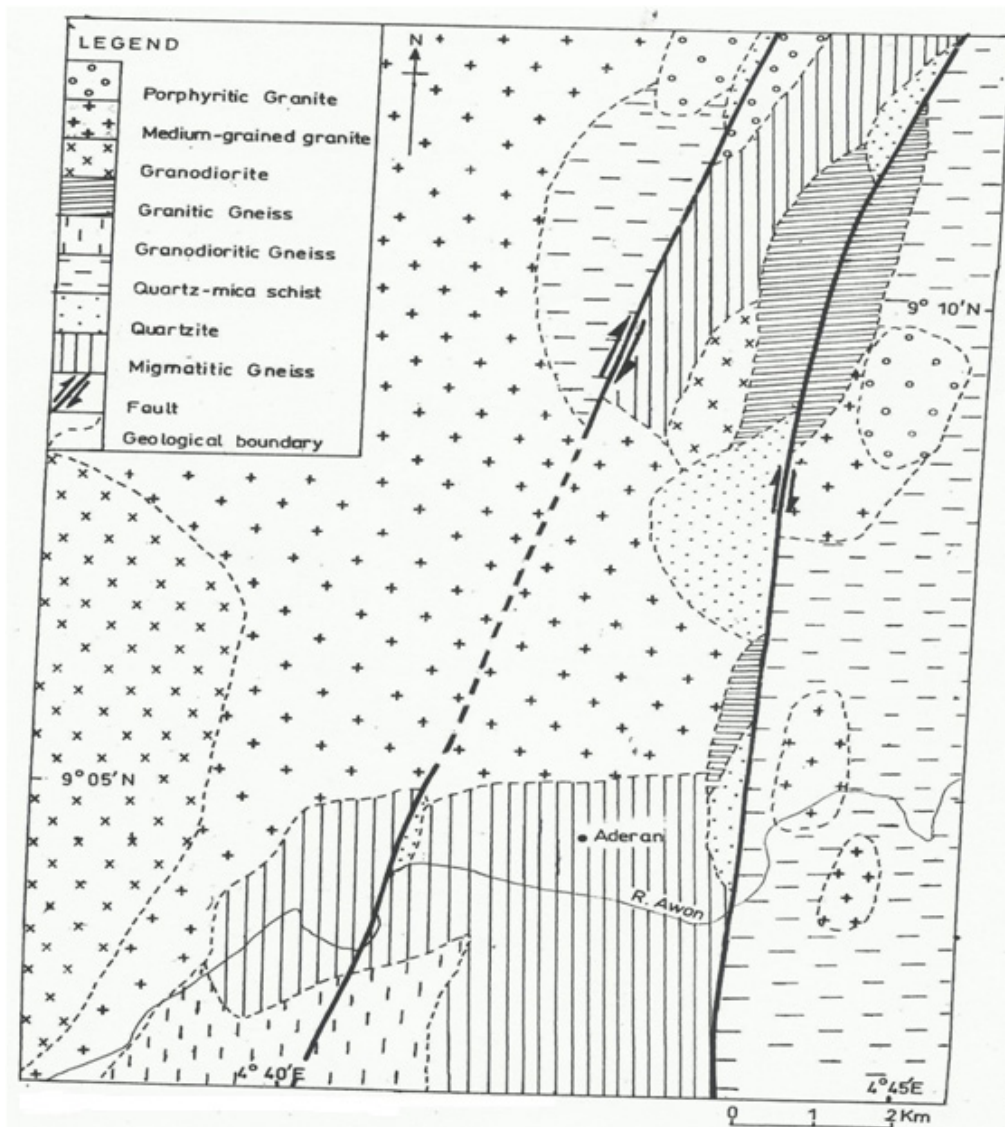 LEGEND
Porphyritic Granite
Medium-grained granite
Granodiorite
Granitic Gneiss
Granodioritic Gneiss
Quartz-mica schist
Quartzite
Migmatitic Gneiss
Fault
Geological boundary
N
9° 10'N
9° 05'N
Aderan
R. Awon
4° 40'E
4° 45'E
0 1 2 Km